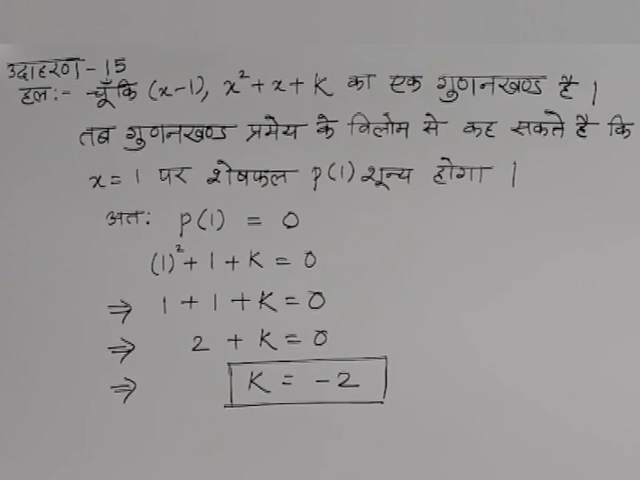 उदाहरण - 15
हल:- चूँकि (x-1), x² + x + K का एक गुणनखण्ड है |
तब गुणनखण्ड प्रमेय के विलोम से कह सकते है कि
x = 1 पर शेषफल p(1) शून्य होगा |
अत: p(1) = 0
(1)² + 1 + K = 0
⇒ 1 + 1 + K = 0
⇒ 2 + K = 0
⇒ K = -2